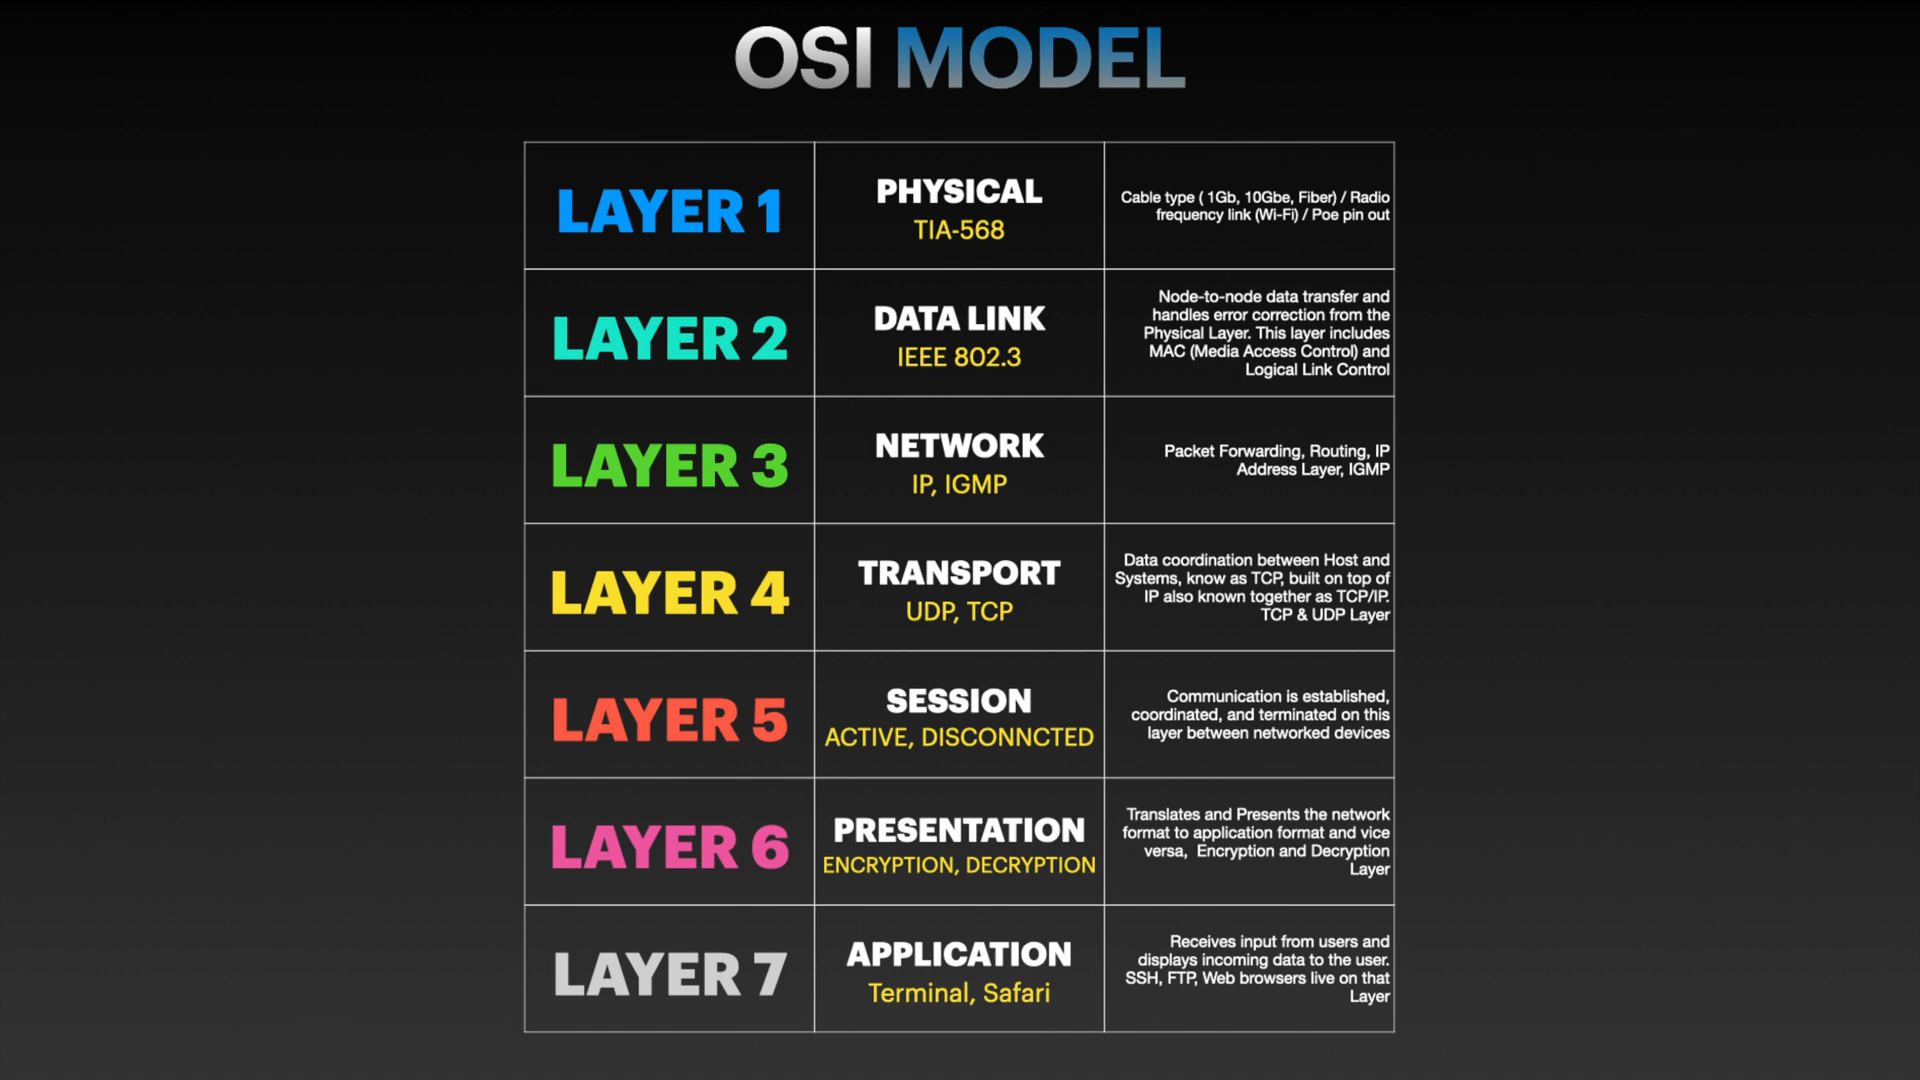 OSI MODEL
LAYER 1
PHYSICAL
TIA-568
Cable type ( 1Gb, 10Gbe, Fiber) / Radio
frequency link (Wi-Fi) / Poe pin out
LAYER 2
DATA LINK
IEEE 802.3
Node-to-node data transfer and
handles error correction from the
Physical Layer. This layer includes
MAC (Media Access Control) and
Logical Link Control
LAYER 3
NETWORK
IP, IGMP
Packet Forwarding, Routing, IP
Address Layer, IGMP
LAYER 4
TRANSPORT
UDP, TCP
Data coordination between Host and
Systems, know as TCP, built on top of
IP also known together as TCP/IP.
TCP & UDP Layer
LAYER 5
SESSION
ACTIVE, DISCONNCTED
Communication is established,
coordinated, and terminated on this
layer between networked devices
LAYER 6
PRESENTATION
ENCRYPTION, DECRYPTION
Translates and Presents the network
format to application format and vice
versa,  Encryption and Decryption
Layer
LAYER 7
APPLICATION
Terminal, Safari
Receives input from users and
displays incoming data to the user.
SSH, FTP, Web browsers live on that
Layer